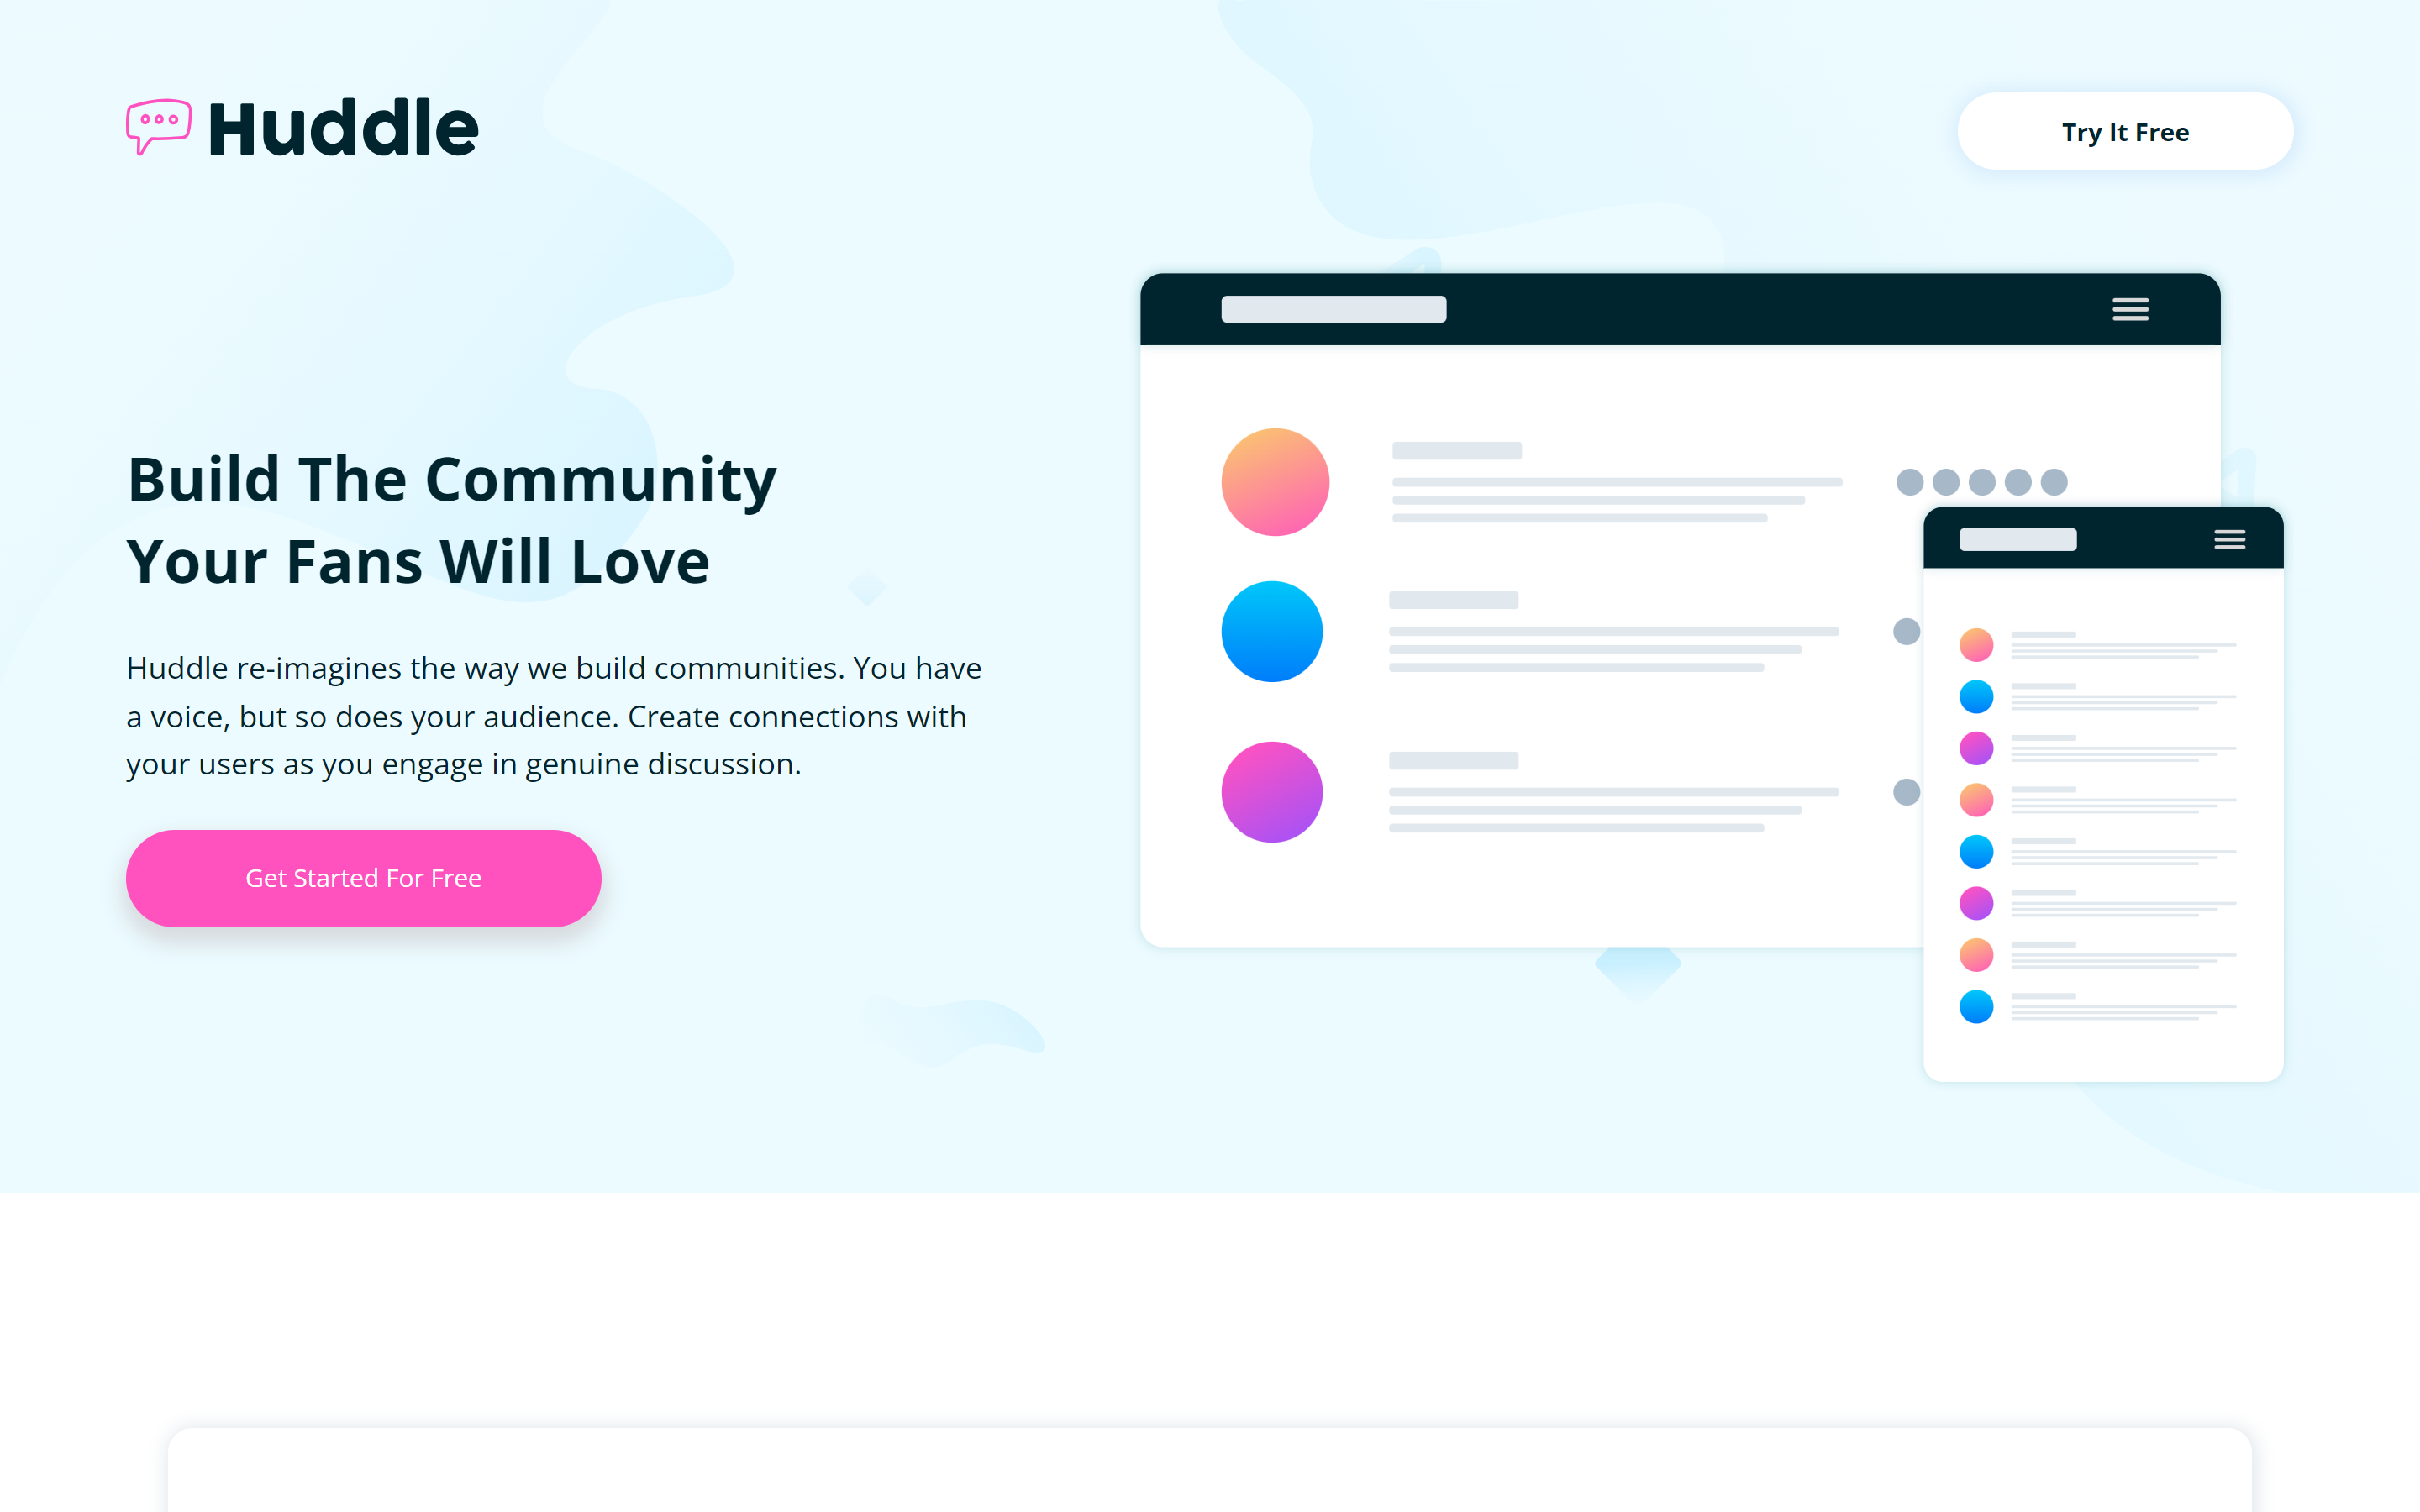 Huddle
Try It Free
Build The Community
Your Fans Will Love
Huddle re-imagines the way we build communities. You have
a voice, but so does your audience. Create connections with
your users as you engage in genuine discussion.
Get Started For Free